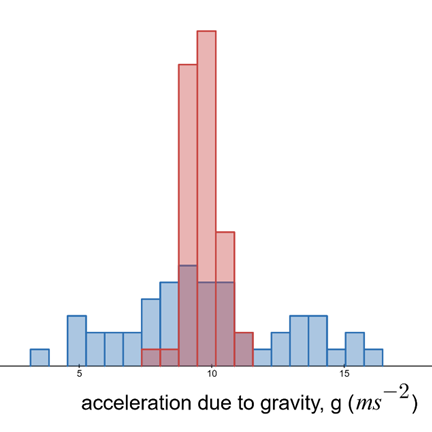 5 10 15
acceleration due to gravity, g (ms⁻²)